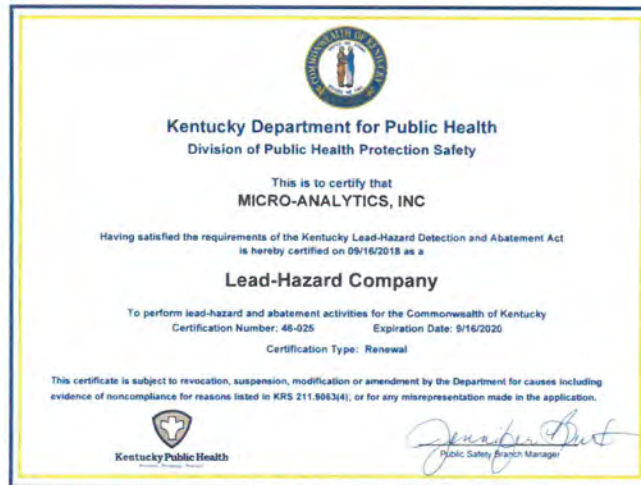 COMMONWEALTH OF KENTUCKY
Kentucky Department for Public Health
Division of Public Health Protection Safety
This is to certify that
MICRO-ANALYTICS, INC
Having satisfied the requirements of the Kentucky Lead-Hazard Detection and Abatement Act
is hereby certified on 09/16/2018 as a
Lead-Hazard Company
To perform lead-hazard and abatement activities for the Commonwealth of Kentucky
Certification Number: 46-025 Expiration Date: 9/16/2020
Certification Type: Renewal
This certificate is subject to revocation, suspension, modification or amendment by the Department for causes including
evidence of noncompliance for reasons listed in KRS 211.9063(4); or for any misrepresentation made in the application.
Kentucky Public Health
Jennifer Burt
Public Safety Branch Manager